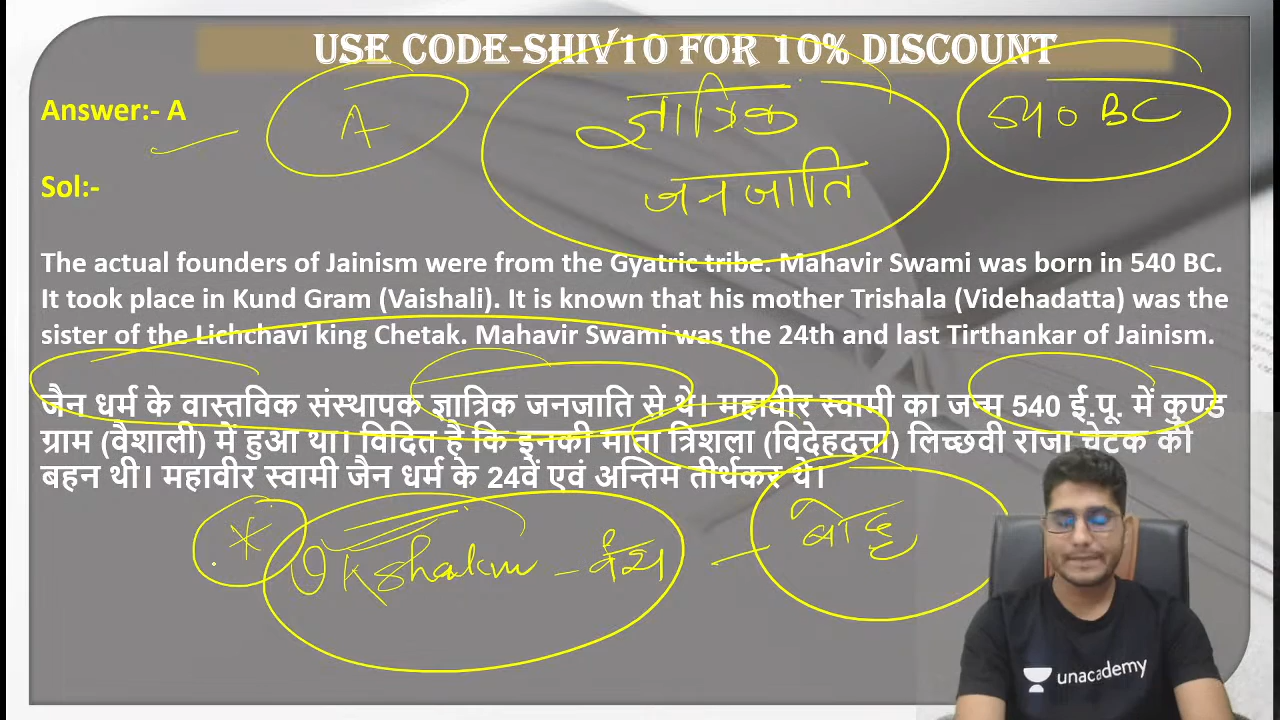 USE CODE-SHIV10 FOR 10% DISCOUNT
Answer:- A
A
ज्ञात्रिक
जनजाति
540 BC
Sol:-
The actual founders of Jainism were from the Gyatric tribe. Mahavir Swami was born in 540 BC.
It took place in Kund Gram (Vaishali). It is known that his mother Trishala (Videhadatta) was the
sister of the Lichchavi king Chetak. Mahavir Swami was the 24th and last Tirthankar of Jainism.
जैन धर्म के वास्तविक संस्थापक ज्ञात्रिक जनजाति से थे। महावीर स्वामी का जन्म 540 ई.पू. में कुण्ड
ग्राम (वैशाली) में हुआ था। विदित है कि इनकी माता त्रिशला (विदेहदत्ता) लिच्छवी राजा चेटक की
बहन थी। महावीर स्वामी जैन धर्म के 24वें एवं अन्तिम तीर्थकर थे।
unacademy